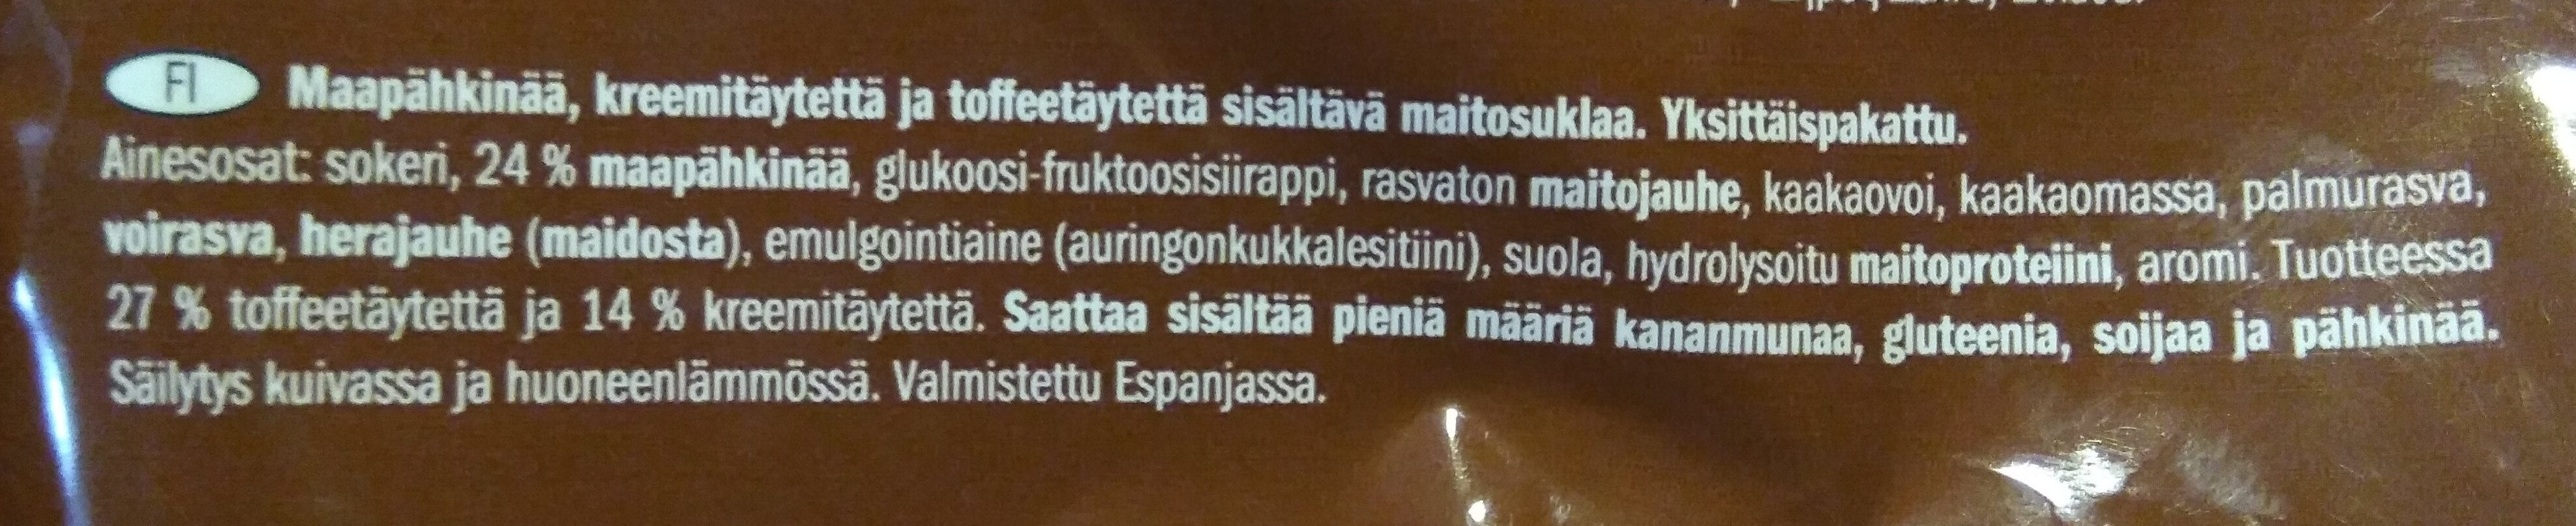 FI Maapähkinää, kreemitäytettä ja toffeetäytettä sisältävä maitosuklaa. Yksittäispakattu.
Ainesosat: sokeri, 24 % maapähkinää, glukoosi-fruktoosisiirappi, rasvaton maitojauhe, kaakaovoi, kaakaomassa, palmurasva,
voirasva, herajauhe (maidosta), emulgointiaine (auringonkukkalesitiini), suola, hydrolysoitu maitoproteiini, aromi. Tuotteessa
27 % toffeetäytettä ja 14 % kreemitäytettä. Saattaa sisältää pieniä määriä kananmunaa, gluteenia, soijaa ja pähkinää.
Säilytys kuivassa ja huoneenlämmössä. Valmistettu Espanjassa.